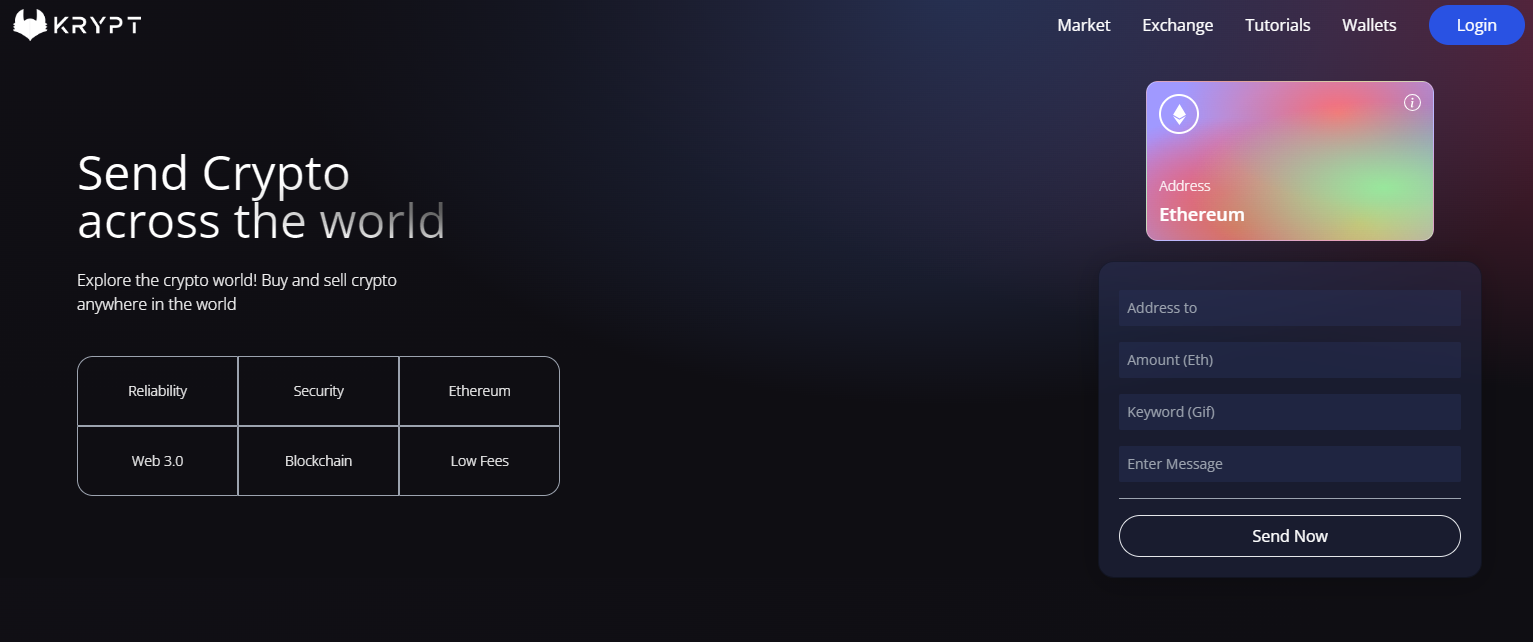 KRYPT
Market
Exchange
Tutorials
Wallets
Login
Send Crypto
across the world
Explore the crypto world! Buy and sell crypto
anywhere in the world
Reliability
Security
Ethereum
Web 3.0
Blockchain
Low Fees
i
Address
Ethereum
Address to
Amount (Eth)
Keyword (Gif)
Enter Message
Send Now